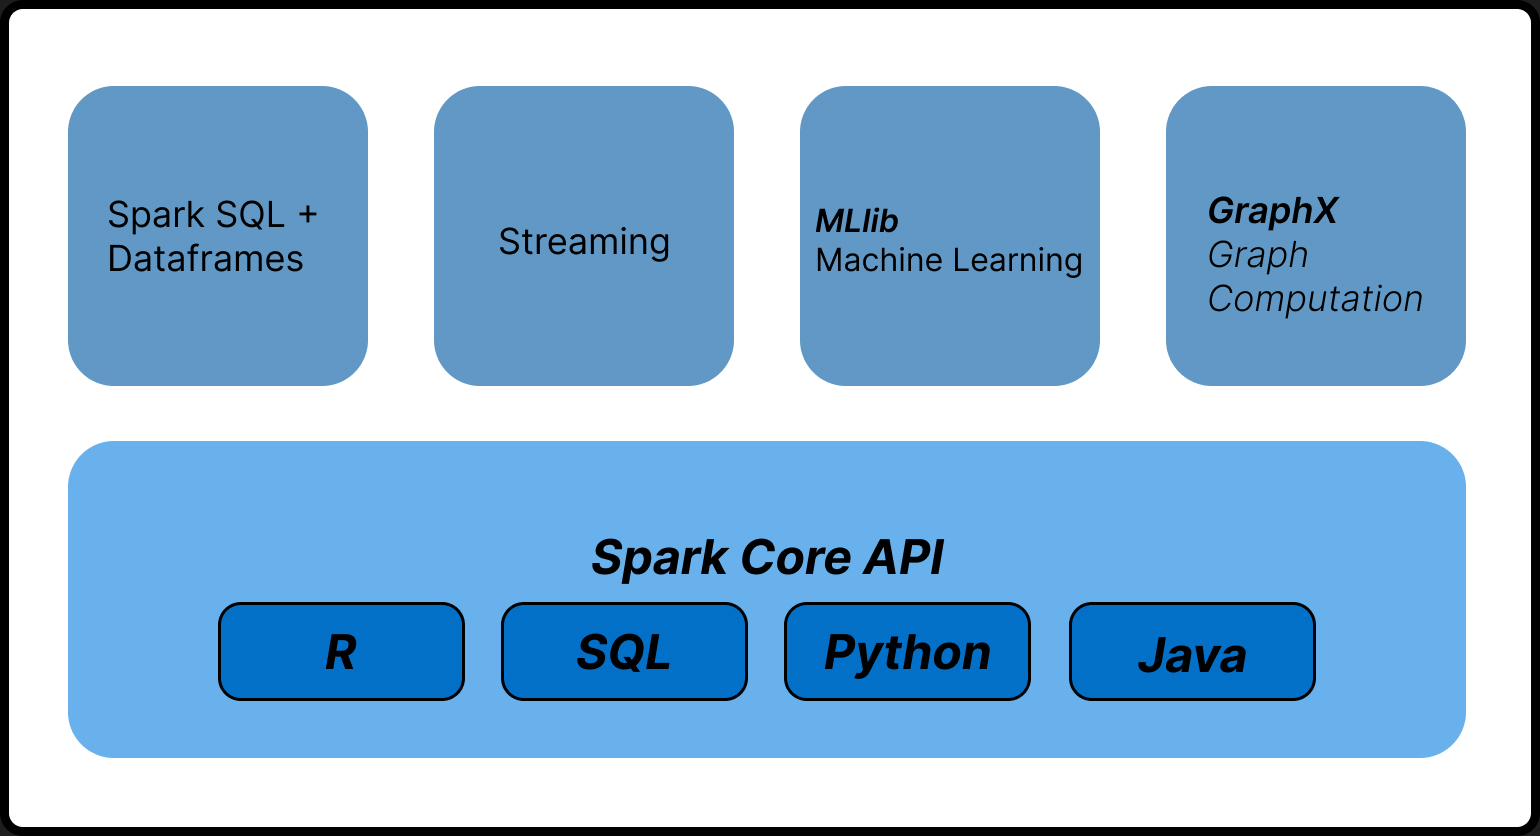 Spark SQL +
Dataframes
Streaming
MLlib
Machine Learning
GraphX
Graph
Computation
Spark Core API
R
SQL
Python
Java